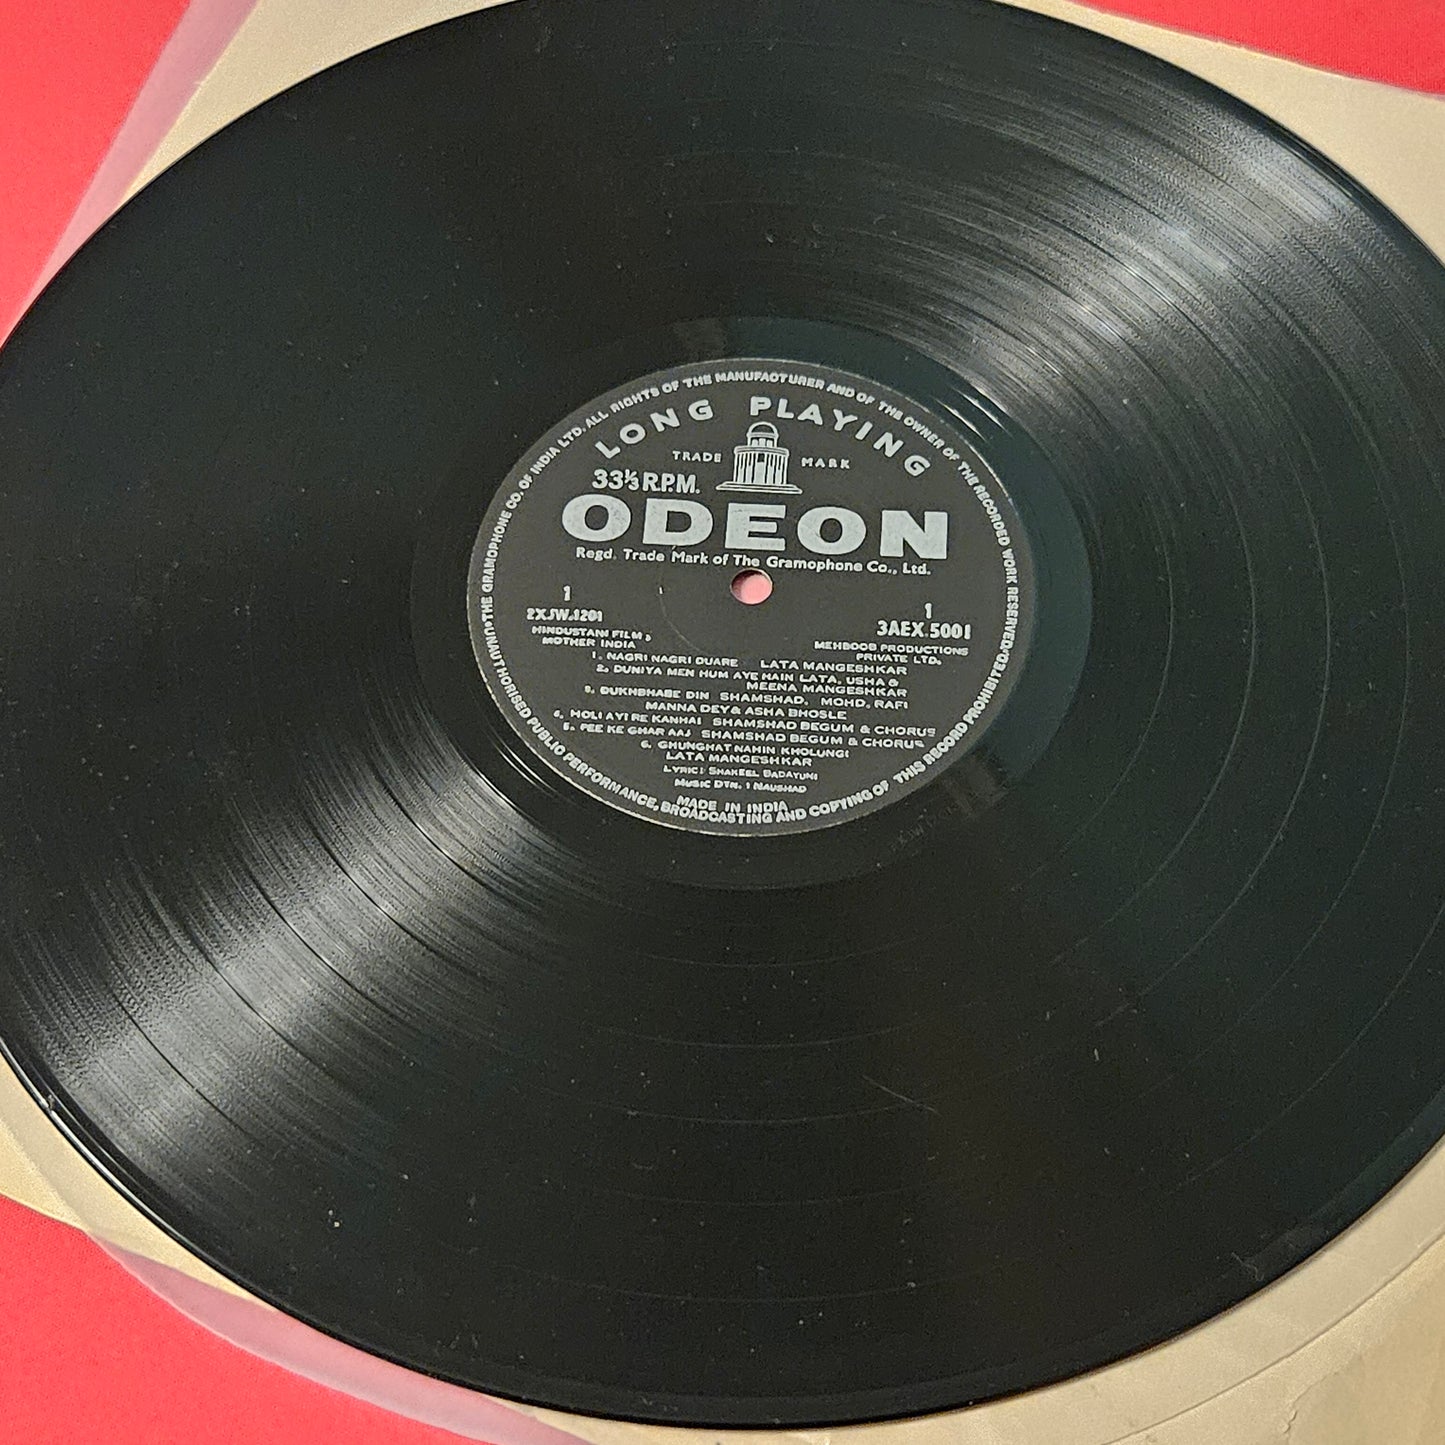 UNAUTHORISED PUBLIC PERFORMANCE, BROADCASTING AND COPYING OF THIS RECORD PROHIBITED
THE GRAMOPHONE CO. OF INDIA LTD. ALL RIGHTS OF THE MANUFACTURER AND OF THE OWNER OF THE RECORDED WORK RESERVED
LONG PLAYING
TRADE MARK
33⅓ R.P.M.
ODEON
Regd. Trade Mark of The Gramophone Co., Ltd.
1 1
2XJW.1201 3AEX.5001
HINDUSTANI FILM : MEHBOOB PRODUCTIONS
MOTHER INDIA PRIVATE LTD.
1. NAGRI NAGRI DUARE LATA MANGESHKAR
2. DUNIYA MEN HUM AYE HAIN LATA, USHA &
MEENA MANGESHKAR
3. DUKHBHARE DIN SHAMSHAD, MOHD. RAFI
MANNA DEY & ASHA BHOSLE
4. HOLI AYI RE KANHAI SHAMSHAD BEGUM & CHORUS
5. PEE KE GHAR AAJ SHAMSHAD BEGUM & CHORUS
6. GHUNGHAT NAHIN KHOLUNGI
LATA MANGESHKAR
LYRIC: SHAKEEL BADAYUNI
MUSIC DTN. : NAUSHAD
MADE IN INDIA